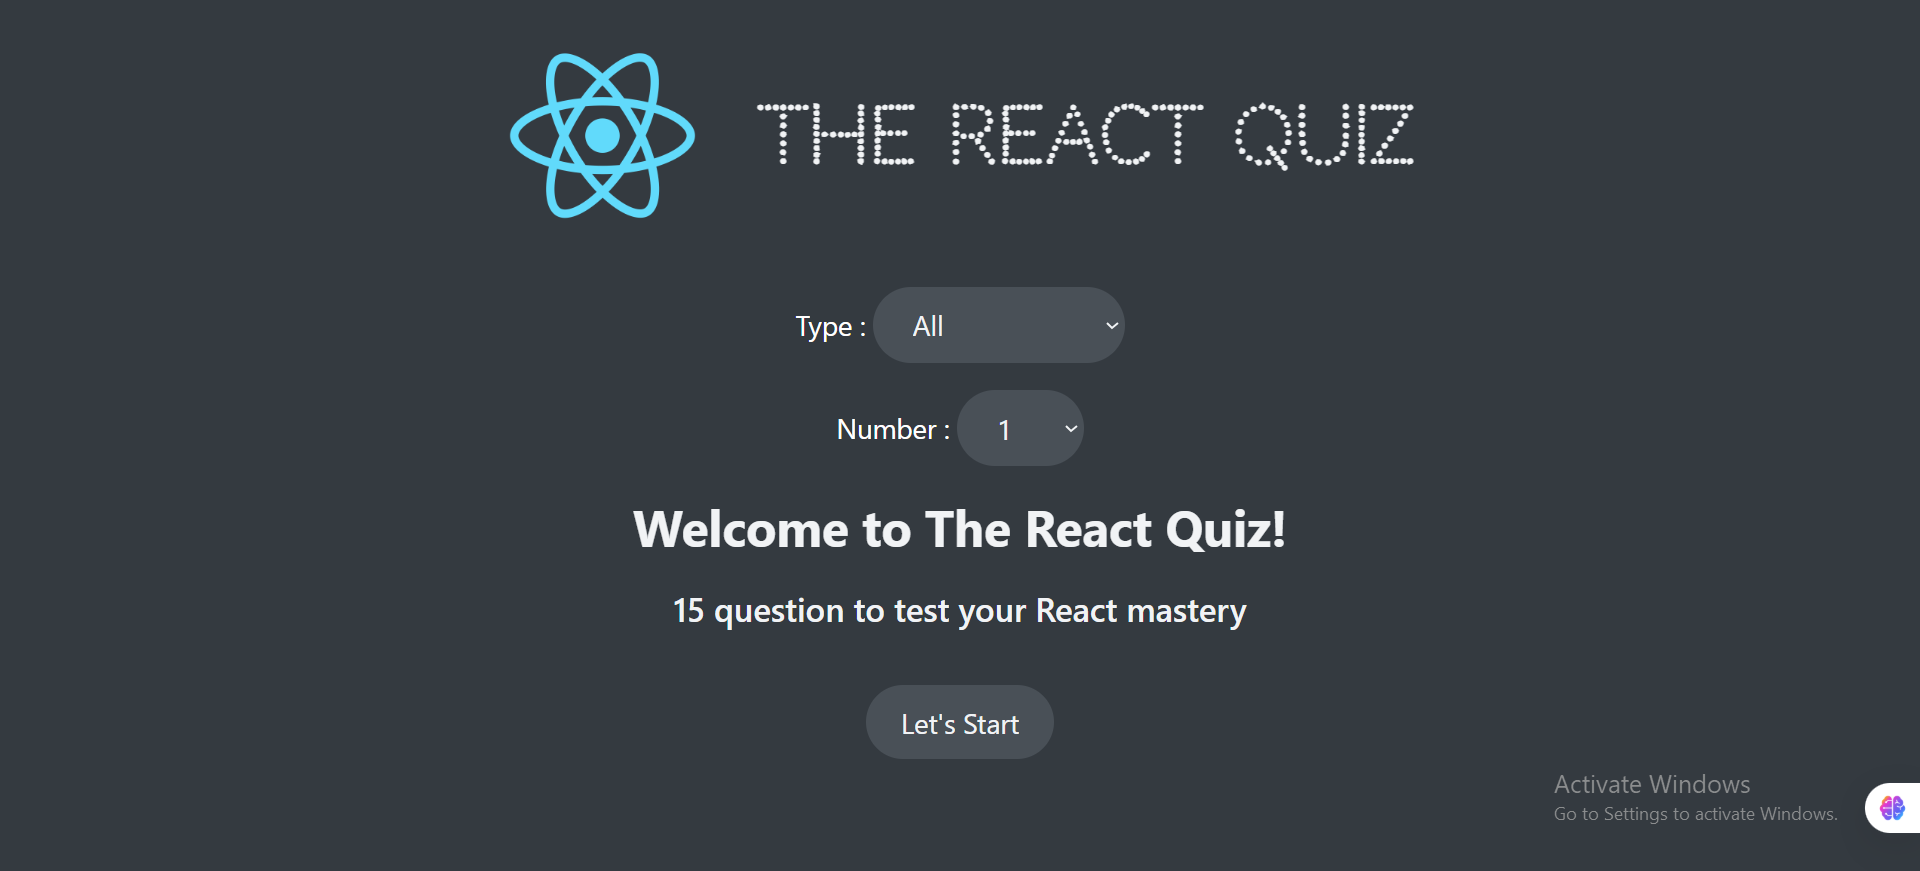 THE REACT QUIZ
Type : All
Number : 1
Welcome to The React Quiz!
15 question to test your React mastery
Let's Start
Activate Windows
Go to Settings to activate Windows.